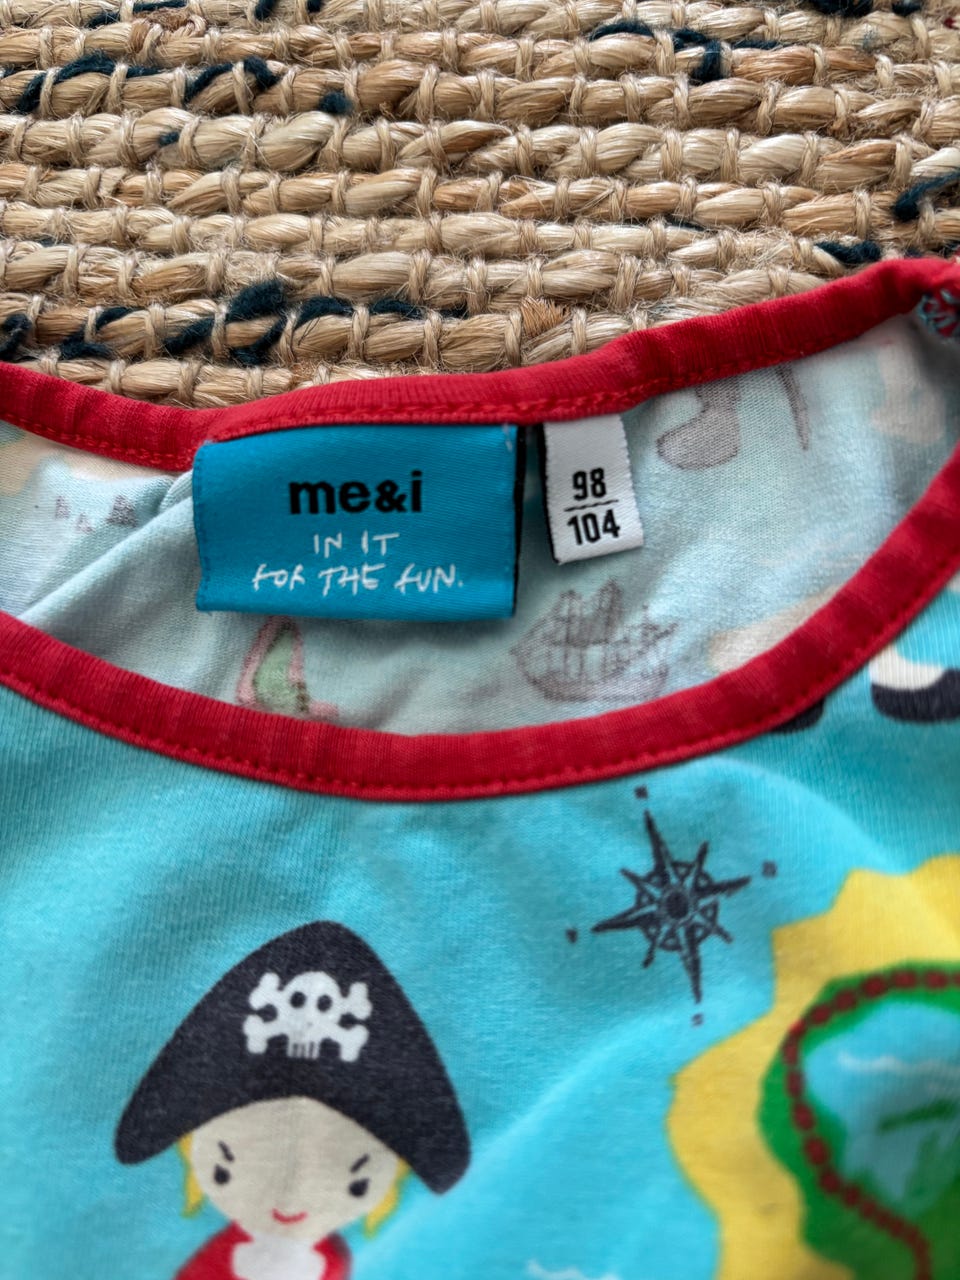 me&i
IN IT
FOR THE FUN.
98
104